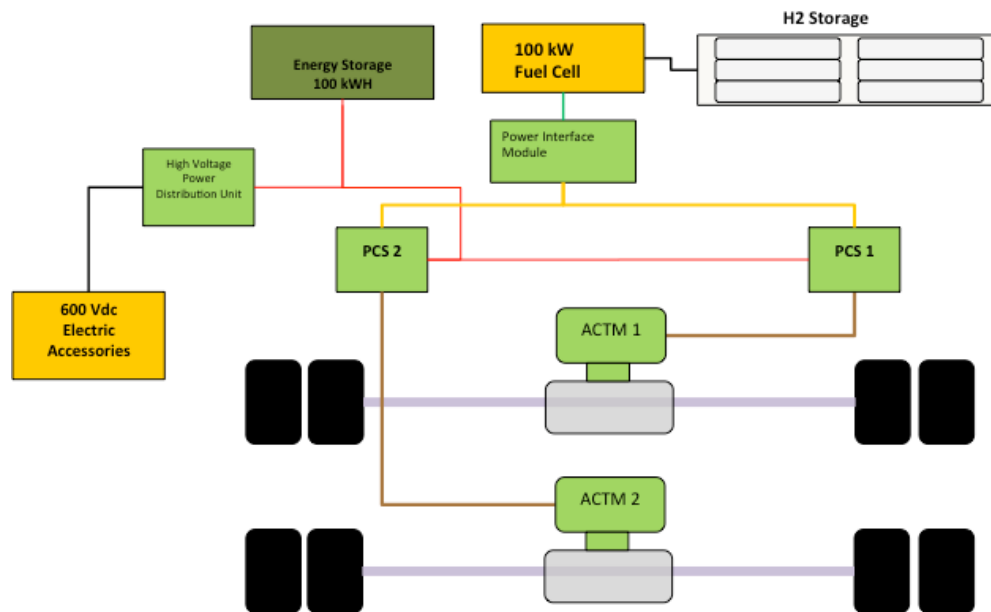 H2 Storage
Energy Storage
100 kWH
100 kW
Fuel Cell
Power Interface
Module
High Voltage
Power
Distribution Unit
PCS 2
PCS 1
600 Vdc
Electric
Accessories
ACTM 1
ACTM 2